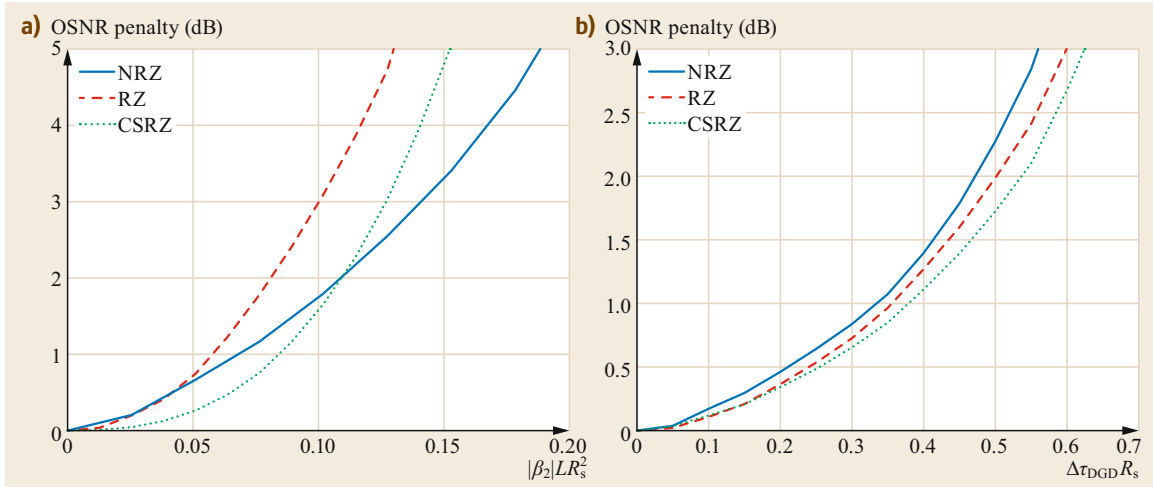 a) OSNR penalty (dB)
5
4
3
2
1
0
NRZ
RZ
CSRZ
0
0.05
0.10
0.15
0.20
|β₂|LRₛ²
b) OSNR penalty (dB)
3.0
2.5
2.0
1.5
1.0
0.5
0.0
NRZ
RZ
CSRZ
0
0.1
0.2
0.3
0.4
0.5
0.6
0.7
Δτ_DGD Rₛ